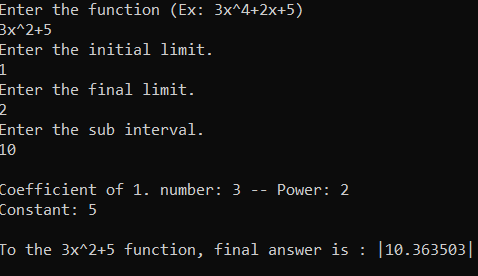 Enter the function (Ex: 3x^4+2x+5)
3x^2+5
Enter the initial limit.
1
Enter the final limit.
2
Enter the sub interval.
10
Coefficient of 1. number: 3 -- Power: 2
Constant: 5
To the 3x^2+5 function, final answer is : |10.363503|